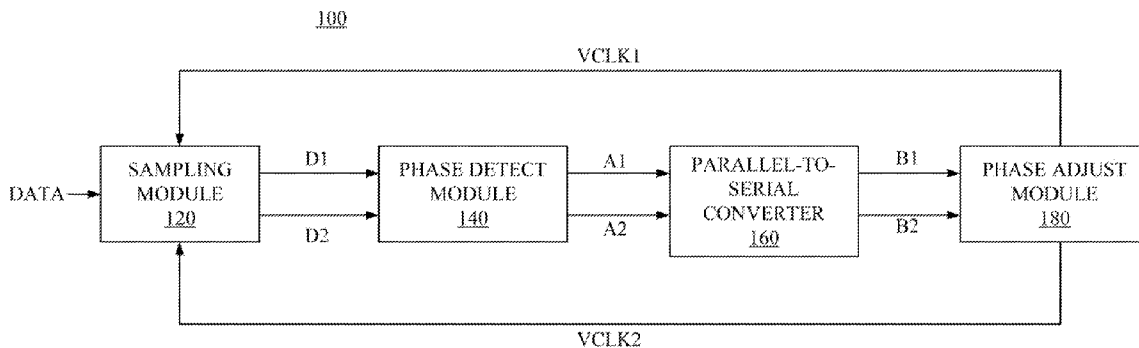 100
VCLK1
DATA
SAMPLING
MODULE
120
D1
D2
PHASE DETECT
MODULE
140
A1
A2
PARALLEL-TO-
SERIAL
CONVERTER
160
B1
B2
PHASE ADJUST
MODULE
180
VCLK2